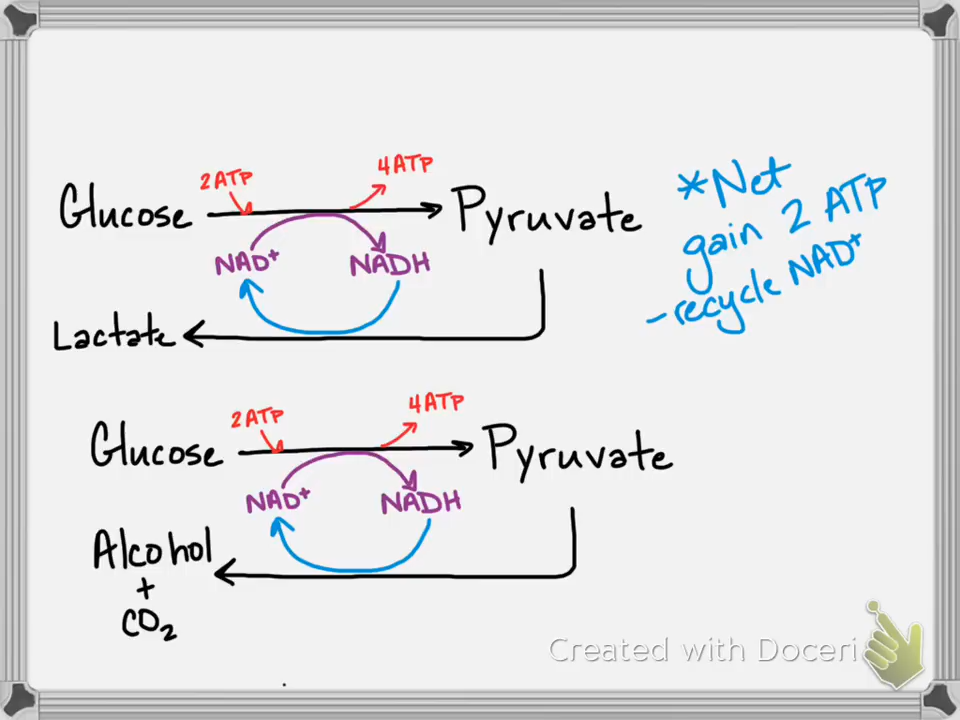 2ATP 4ATP
Glucose Pyruvate
NAD⁺ NADH
Lactate
*Net
gain 2 ATP
-recycle NAD⁺
2ATP 4ATP
Glucose Pyruvate
NAD⁺ NADH
Alcohol
+
CO₂
Created with Doceri